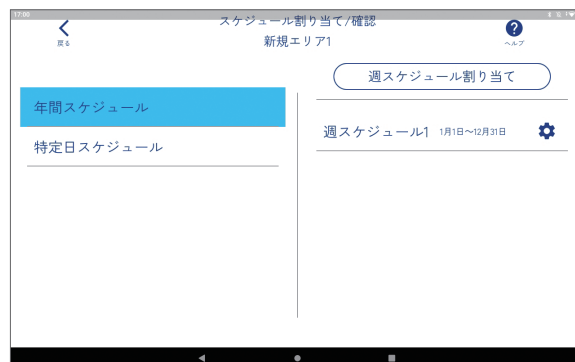 17:00
スケジュール割り当て/確認
新規エリア1
戻る
ヘルプ
週スケジュール割り当て
年間スケジュール
特定日スケジュール
週スケジュール1 1月1日～12月31日